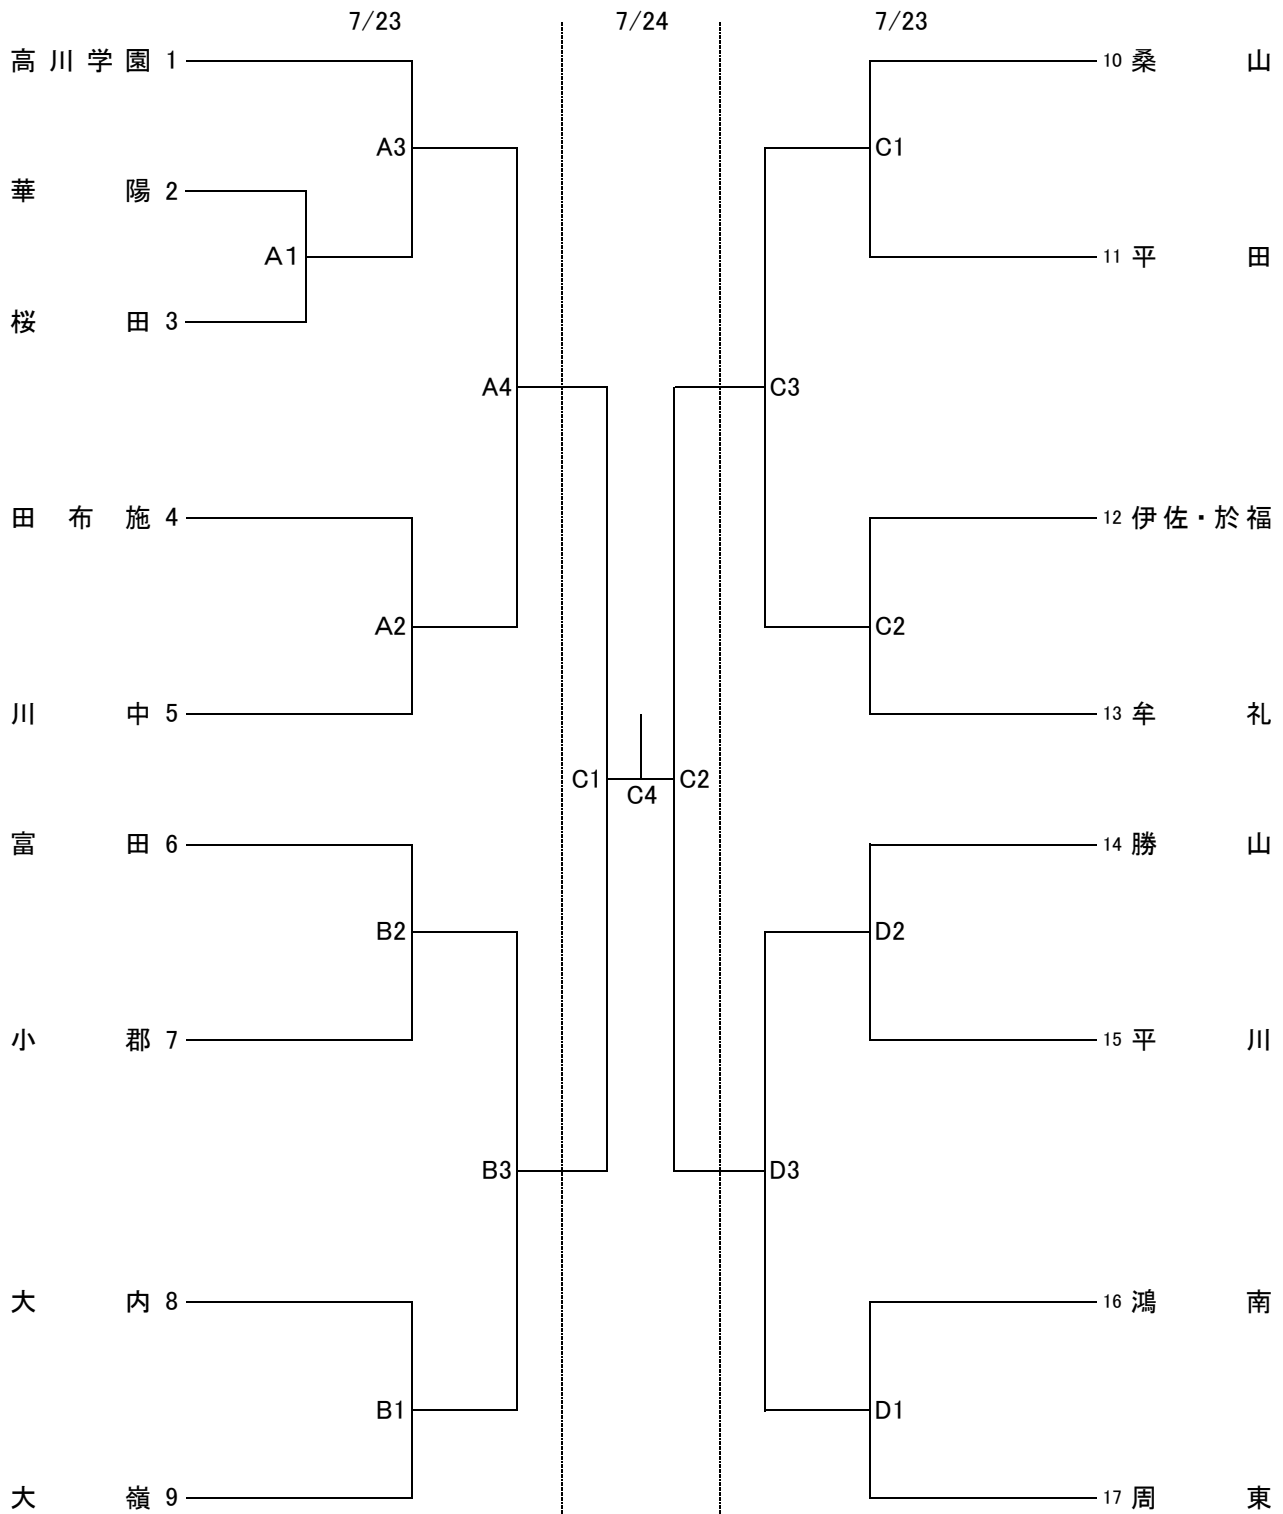 7/23 7/24 7/23
高川学園 1 10 桑山
A3 C1
華陽 2
A1 11 平田
桜田 3
A4 C3
田布施 4 12 伊佐・於福
A2 C2
川中 5 13 牟礼
C1 C2
C4
富田 6 14 勝山
B2 D2
小郡 7 15 平川
B3 D3
大内 8 16 鴻南
B1 D1
大嶺 9 17 周東